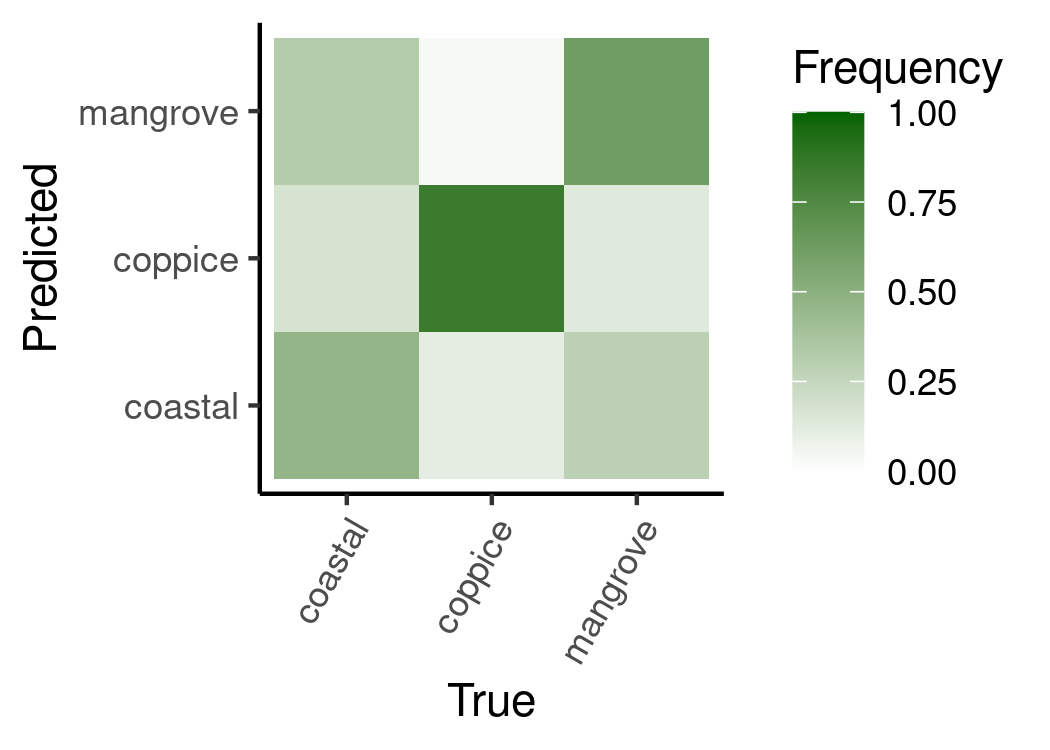 Frequency
1.00
0.75
0.50
0.25
0.00
Predicted
mangrove
coppice
coastal
coastal
coppice
mangrove
True